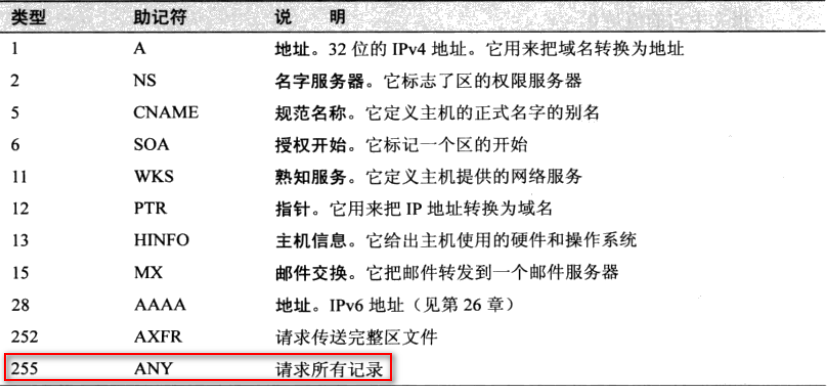 类型 助记符 说 明
1 A 地址。32 位的 IPv4 地址。它用来把域名转换为地址
2 NS 名字服务器。它标志了区的权限服务器
5 CNAME 规范名称。它定义主机的正式名字的别名
6 SOA 授权开始。它标记一个区的开始
11 WKS 熟知服务。它定义主机提供的网络服务
12 PTR 指针。它用来把 IP 地址转换为域名
13 HINFO 主机信息。它给出主机使用的硬件和操作系统
15 MX 邮件交换。它把邮件转发到一个邮件服务器
28 AAAA 地址。IPv6 地址（见第 26 章）
252 AXFR 请求传送完整区文件
255 ANY 请求所有记录